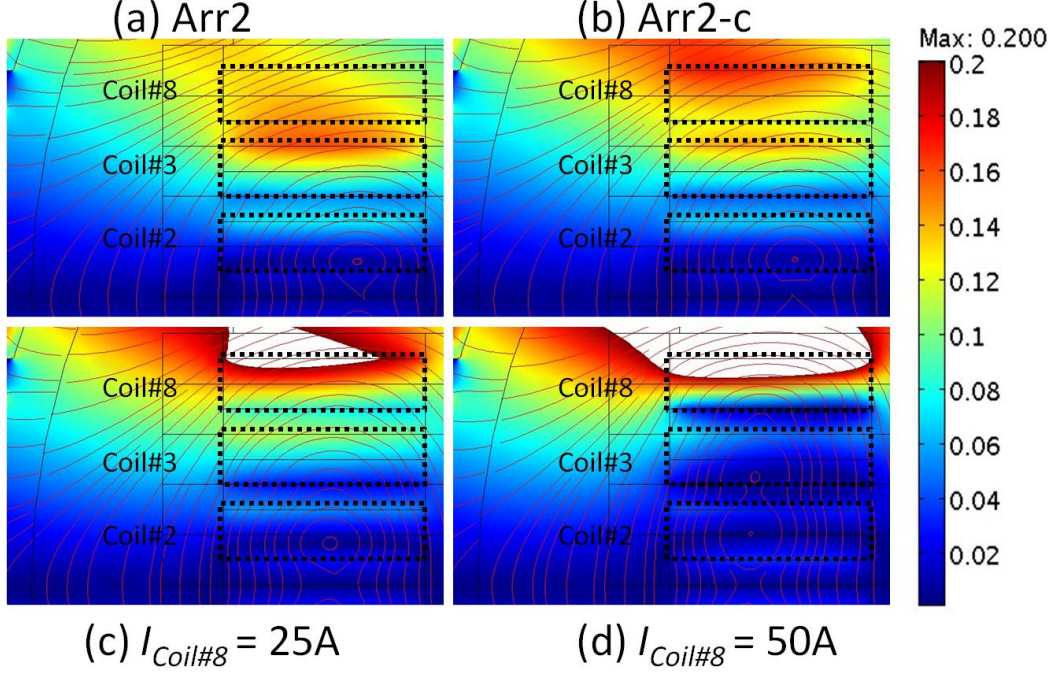 (a) Arr2
(b) Arr2-c
Max: 0.200
Coil#8
Coil#3
Coil#2
Coil#8
Coil#3
Coil#2
0.2
0.18
0.16
0.14
0.12
0.1
0.08
0.06
0.04
0.02
Coil#8
Coil#3
Coil#2
Coil#8
Coil#3
Coil#2
(c) I_Coil#8 = 25A
(d) I_Coil#8 = 50A